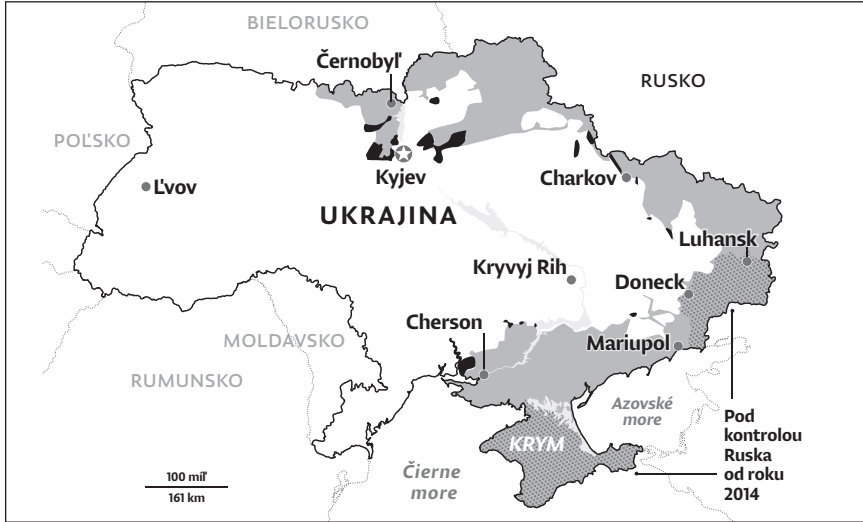 BIELORUSKO
Černobyľ
RUSKO
POĽSKO
Ľvov
Kyjev
Charkov
UKRAJINA
Luhansk
Kryvyj Rih
Doneck
Cherson
Mariupol
MOLDAVSKO
RUMUNSKO
Azovské
more
KRYM
Čierne
more
Pod
kontrolou
Ruska
od roku
2014
100 míľ
161 km